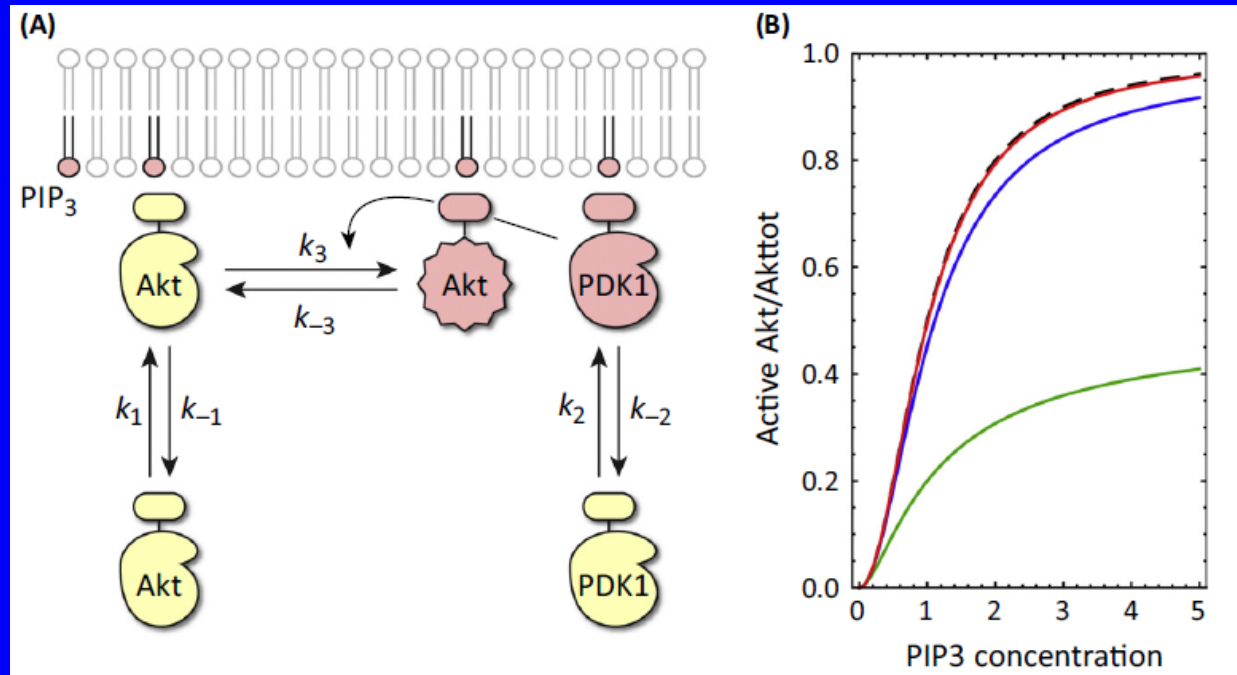 (A)
PIP3
Akt
k3
k–3
Akt
PDK1
k1
k–1
k2
k–2
Akt
PDK1
(B)
Active Akt/Akttot
1.0
0.8
0.6
0.4
0.2
0.0
0 1 2 3 4 5
PIP3 concentration